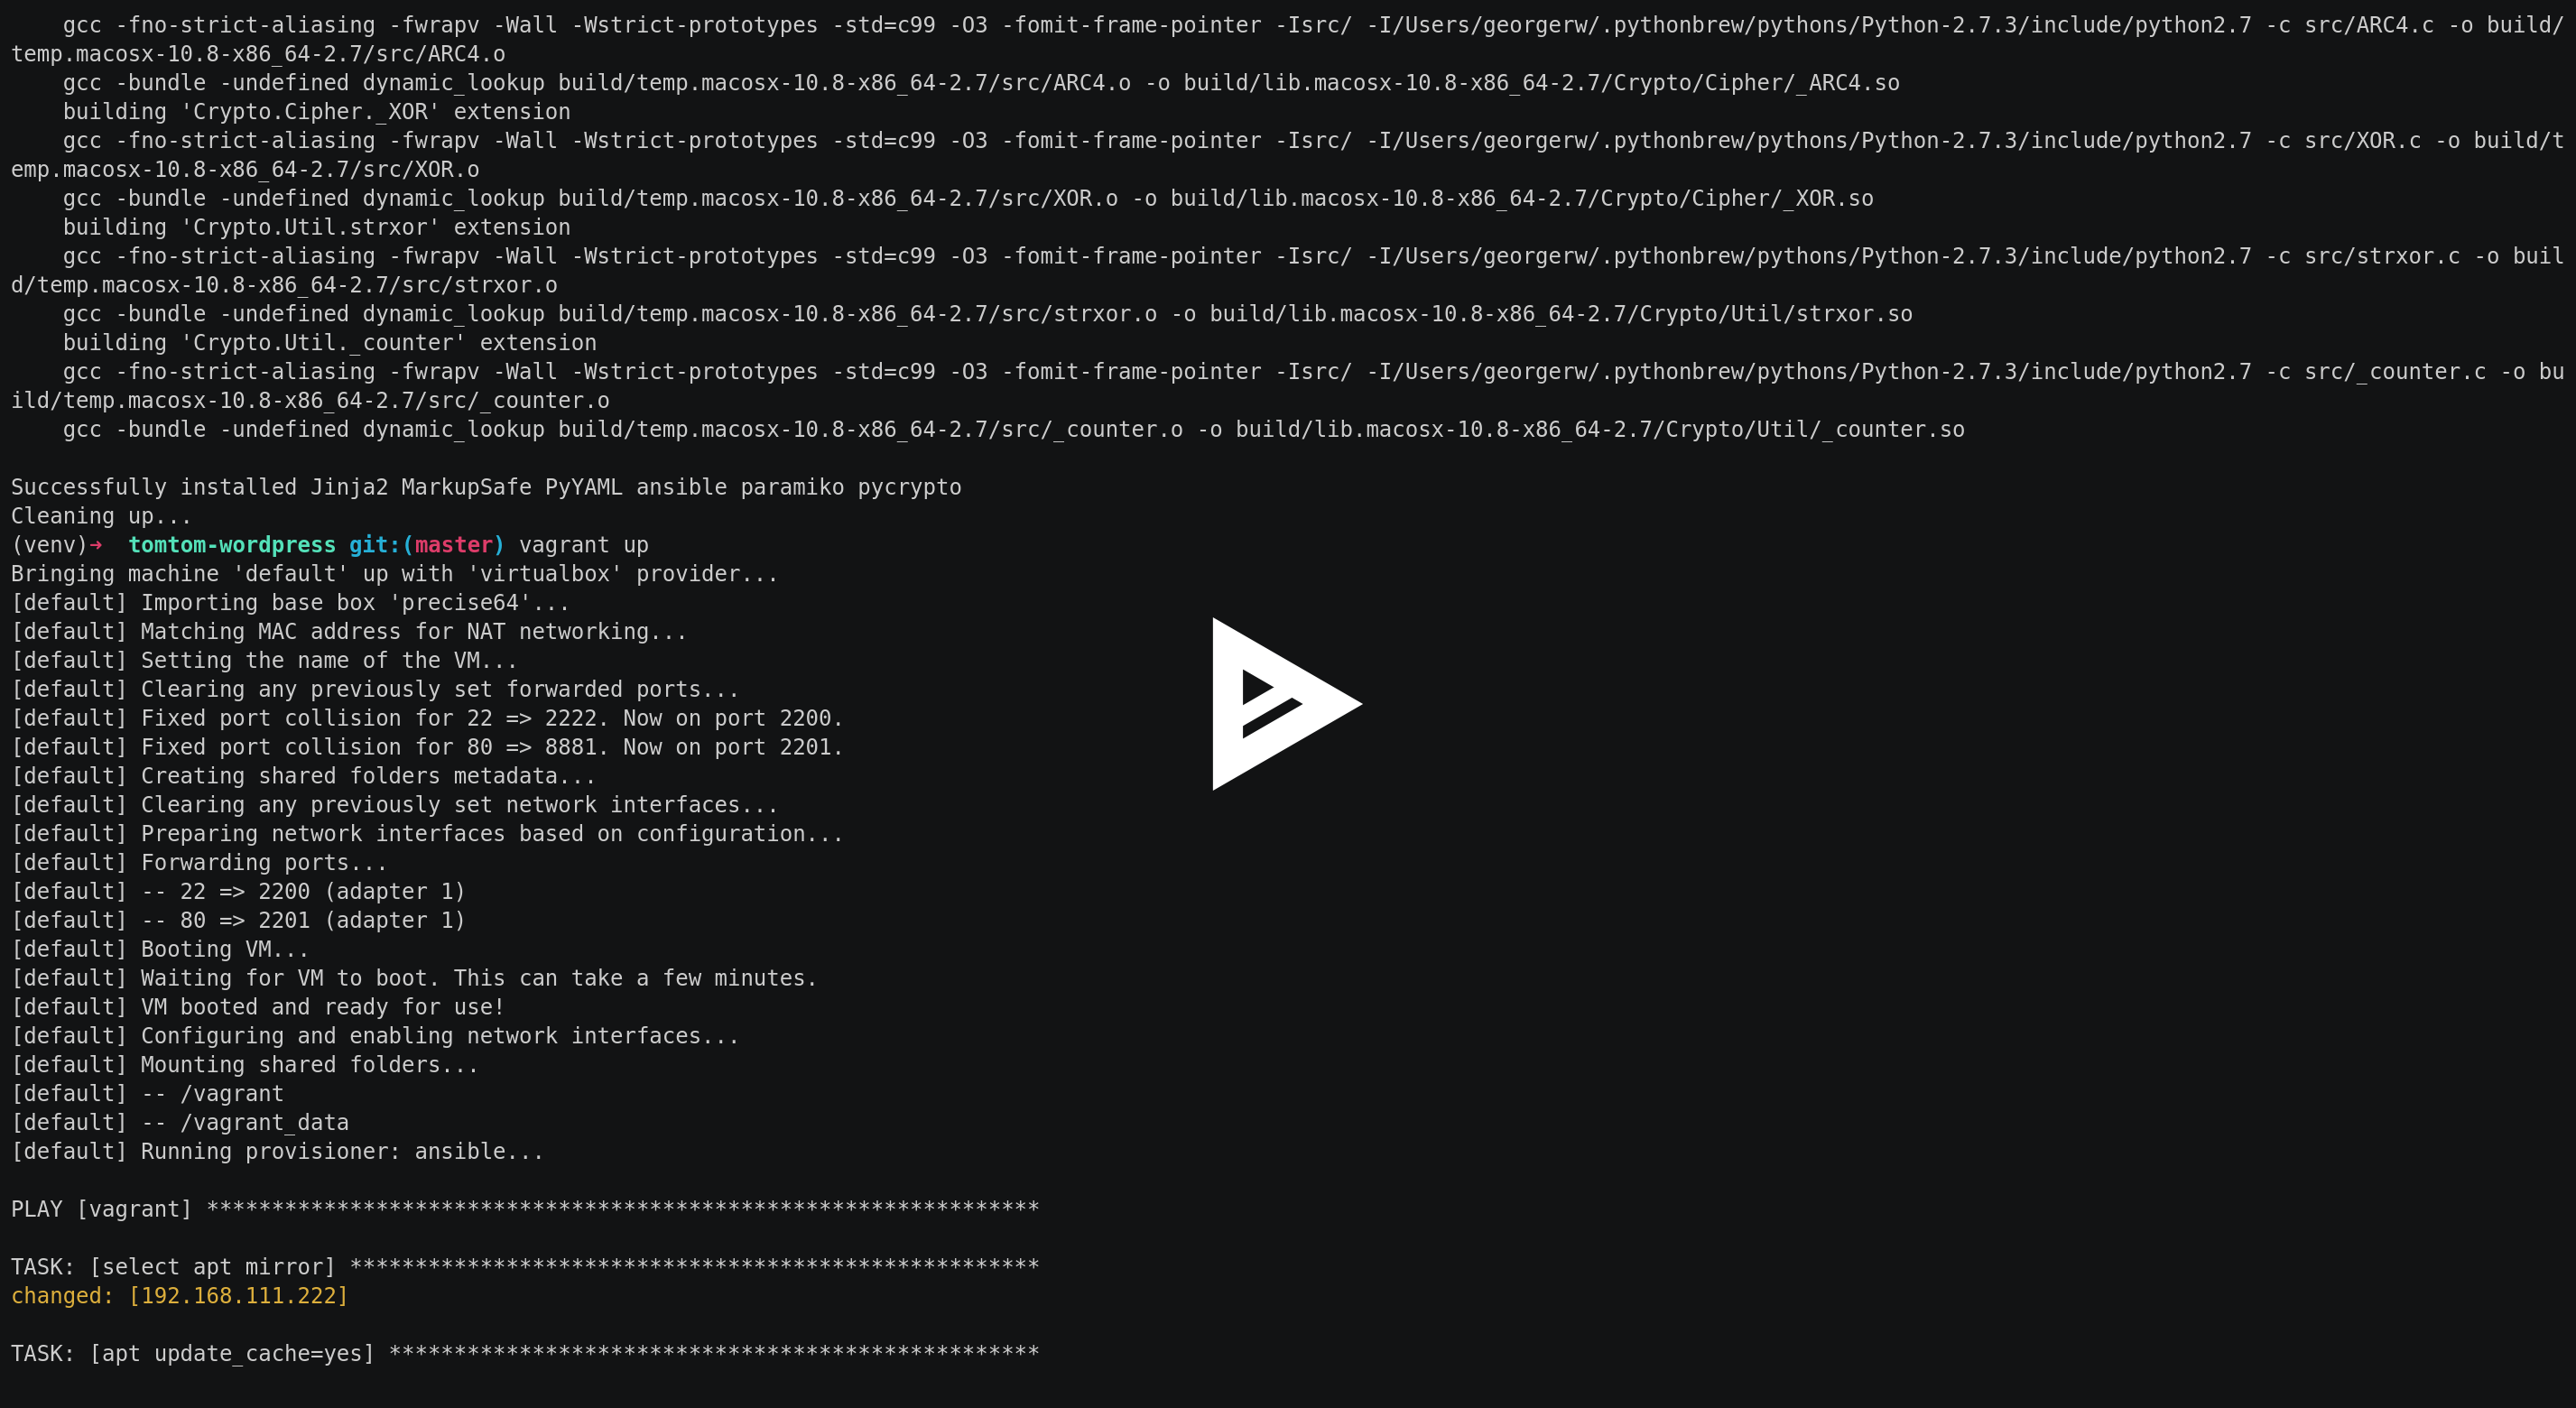 gcc -fno-strict-aliasing -fwrapv -Wall -Wstrict-prototypes -std=c99 -O3 -fomit-frame-pointer -Isrc/ -I/Users/georgerw/.pythonbrew/pythons/Python-2.7.3/include/python2.7 -c src/ARC4.c -o build/
temp.macosx-10.8-x86_64-2.7/src/ARC4.o
    gcc -bundle -undefined dynamic_lookup build/temp.macosx-10.8-x86_64-2.7/src/ARC4.o -o build/lib.macosx-10.8-x86_64-2.7/Crypto/Cipher/_ARC4.so
    building 'Crypto.Cipher._XOR' extension
    gcc -fno-strict-aliasing -fwrapv -Wall -Wstrict-prototypes -std=c99 -O3 -fomit-frame-pointer -Isrc/ -I/Users/georgerw/.pythonbrew/pythons/Python-2.7.3/include/python2.7 -c src/XOR.c -o build/t
emp.macosx-10.8-x86_64-2.7/src/XOR.o
    gcc -bundle -undefined dynamic_lookup build/temp.macosx-10.8-x86_64-2.7/src/XOR.o -o build/lib.macosx-10.8-x86_64-2.7/Crypto/Cipher/_XOR.so
    building 'Crypto.Util.strxor' extension
    gcc -fno-strict-aliasing -fwrapv -Wall -Wstrict-prototypes -std=c99 -O3 -fomit-frame-pointer -Isrc/ -I/Users/georgerw/.pythonbrew/pythons/Python-2.7.3/include/python2.7 -c src/strxor.c -o buil
d/temp.macosx-10.8-x86_64-2.7/src/strxor.o
    gcc -bundle -undefined dynamic_lookup build/temp.macosx-10.8-x86_64-2.7/src/strxor.o -o build/lib.macosx-10.8-x86_64-2.7/Crypto/Util/strxor.so
    building 'Crypto.Util._counter' extension
    gcc -fno-strict-aliasing -fwrapv -Wall -Wstrict-prototypes -std=c99 -O3 -fomit-frame-pointer -Isrc/ -I/Users/georgerw/.pythonbrew/pythons/Python-2.7.3/include/python2.7 -c src/_counter.c -o bu
ild/temp.macosx-10.8-x86_64-2.7/src/_counter.o
    gcc -bundle -undefined dynamic_lookup build/temp.macosx-10.8-x86_64-2.7/src/_counter.o -o build/lib.macosx-10.8-x86_64-2.7/Crypto/Util/_counter.so

Successfully installed Jinja2 MarkupSafe PyYAML ansible paramiko pycrypto
Cleaning up...
(venv)➜  tomtom-wordpress git:(master) vagrant up
Bringing machine 'default' up with 'virtualbox' provider...
[default] Importing base box 'precise64'...
[default] Matching MAC address for NAT networking...
[default] Setting the name of the VM...
[default] Clearing any previously set forwarded ports...
[default] Fixed port collision for 22 => 2222. Now on port 2200.
[default] Fixed port collision for 80 => 8881. Now on port 2201.
[default] Creating shared folders metadata...
[default] Clearing any previously set network interfaces...
[default] Preparing network interfaces based on configuration...
[default] Forwarding ports...
[default] -- 22 => 2200 (adapter 1)
[default] -- 80 => 2201 (adapter 1)
[default] Booting VM...
[default] Waiting for VM to boot. This can take a few minutes.
[default] VM booted and ready for use!
[default] Configuring and enabling network interfaces...
[default] Mounting shared folders...
[default] -- /vagrant
[default] -- /vagrant_data
[default] Running provisioner: ansible...

PLAY [vagrant] ****************************************************************

TASK: [select apt mirror] *****************************************************
changed: [192.168.111.222]

TASK: [apt update_cache=yes] **************************************************